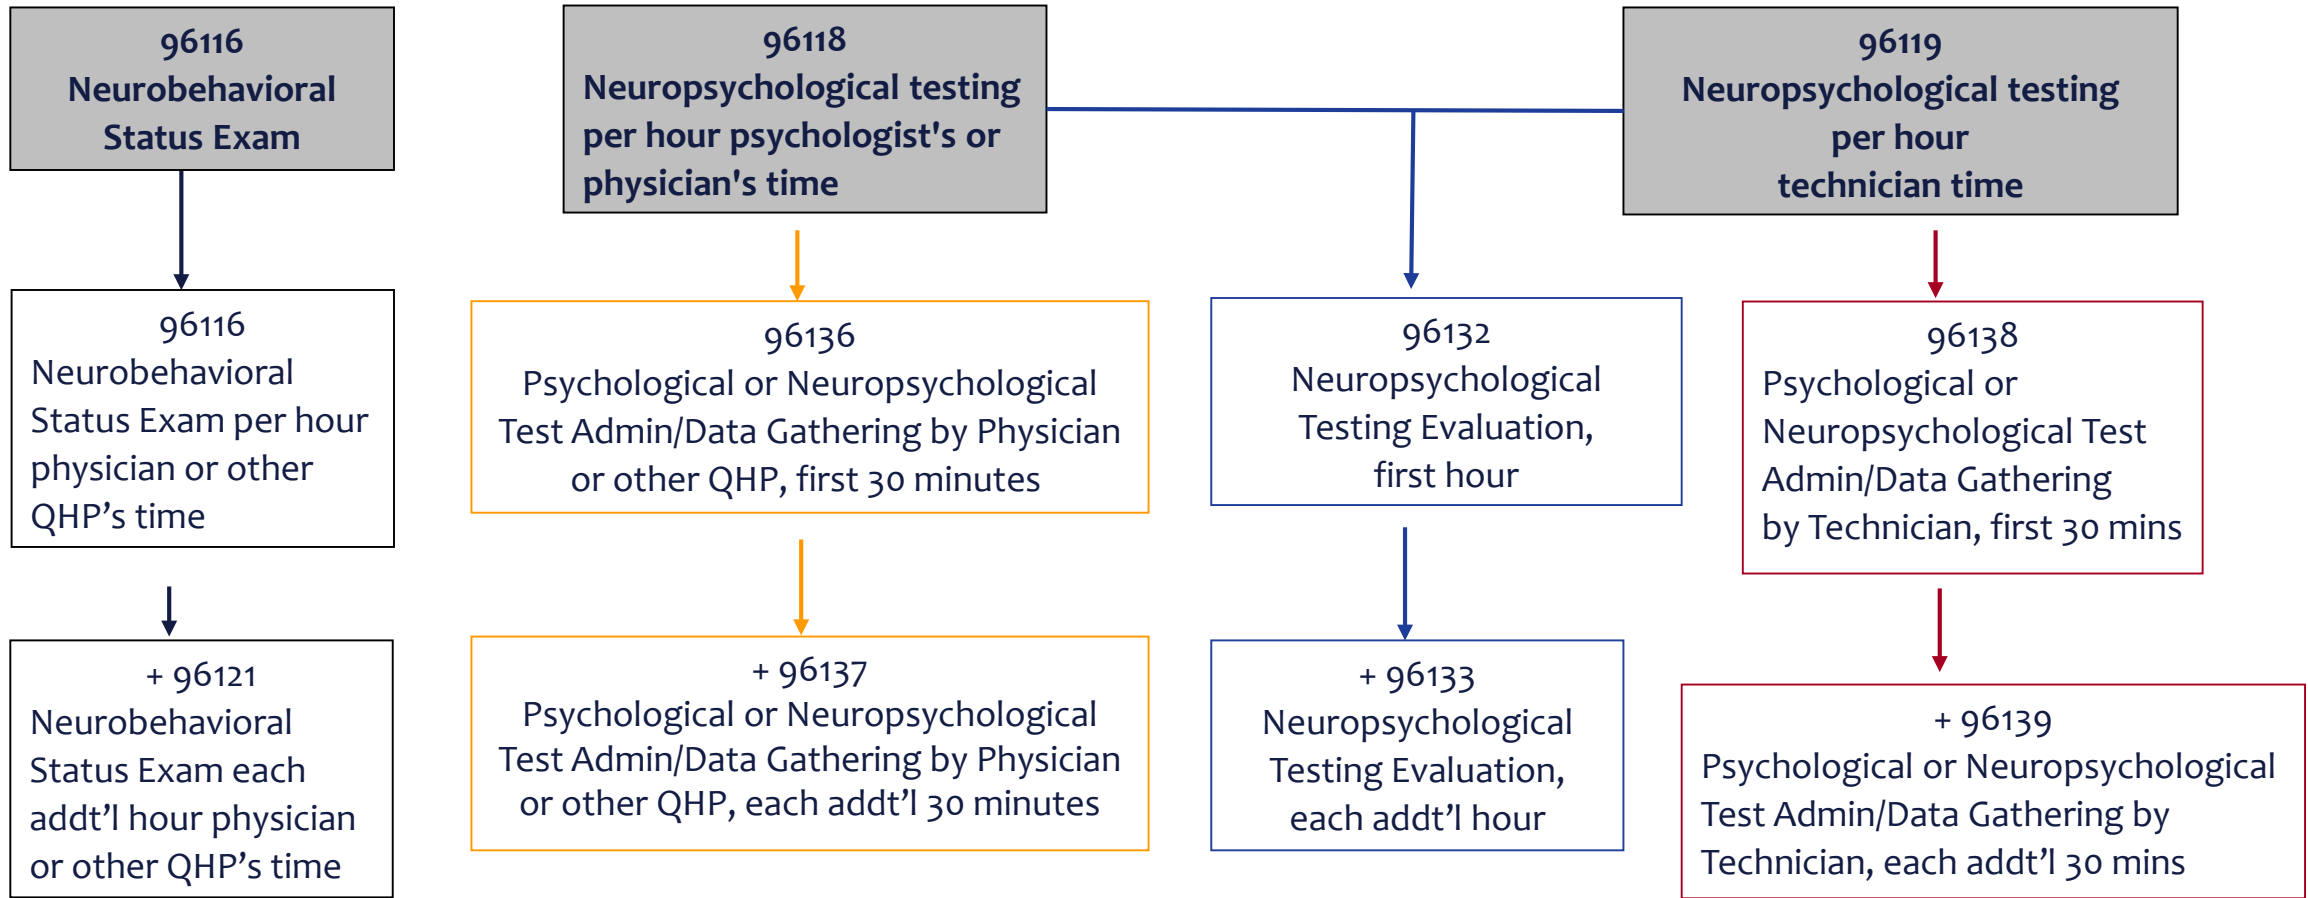 96116
Neurobehavioral
Status Exam
96118
Neuropsychological testing
per hour psychologist's or
physician's time
96119
Neuropsychological testing
per hour
technician time
96116
Neurobehavioral
Status Exam per hour
physician or other
QHP’s time
96136
Psychological or Neuropsychological
Test Admin/Data Gathering by Physician
or other QHP, first 30 minutes
96132
Neuropsychological
Testing Evaluation,
first hour
96138
Psychological or
Neuropsychological Test
Admin/Data Gathering
by Technician, first 30 mins
+ 96121
Neurobehavioral
Status Exam each
addt’l hour physician
or other QHP’s time
+ 96137
Psychological or Neuropsychological
Test Admin/Data Gathering by Physician
or other QHP, each addt’l 30 minutes
+ 96133
Neuropsychological
Testing Evaluation,
each addt’l hour
+ 96139
Psychological or Neuropsychological
Test Admin/Data Gathering by
Technician, each addt’l 30 mins